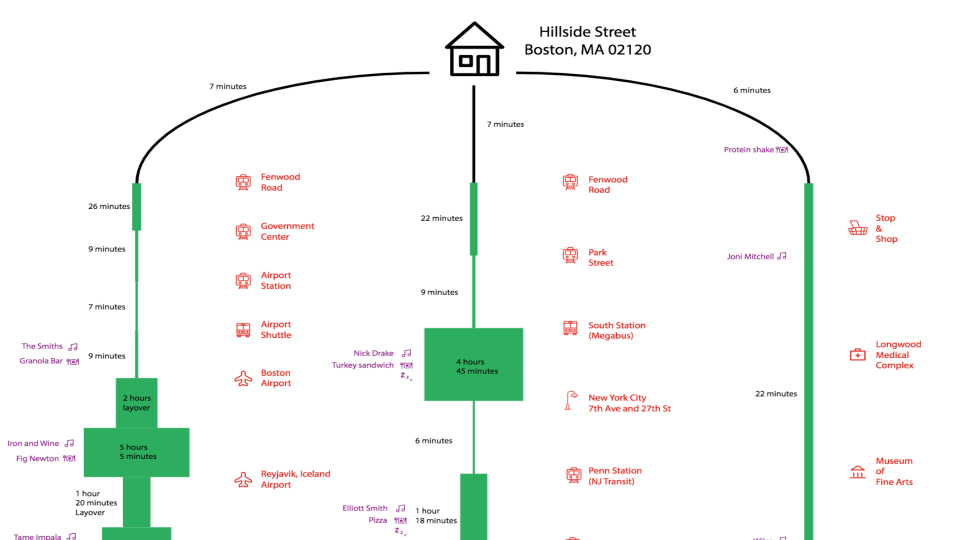 Hillside Street
Boston, MA 02120
7 minutes
7 minutes
6 minutes
Protein shake
Fenwood
Road
26 minutes
Government
Center
9 minutes
Airport
Station
7 minutes
Airport
Shuttle
The Smiths
Granola Bar
9 minutes
Boston
Airport
2 hours
layover
Iron and Wine
Fig Newton
5 hours
5 minutes
Reyjavik, Iceland
Airport
1 hour
20 minutes
Layover
Tame Impala
Fenwood
Road
22 minutes
Park
Street
9 minutes
South Station
(Megabus)
Nick Drake
Turkey sandwich
zzz
4 hours
45 minutes
New York City
7th Ave and 27th St
6 minutes
Penn Station
(NJ Transit)
Elliott Smith
Pizza
zzz
1 hour
18 minutes
Stop
&
Shop
Joni Mitchell
Longwood
Medical
Complex
22 minutes
Museum
of
Fine Arts